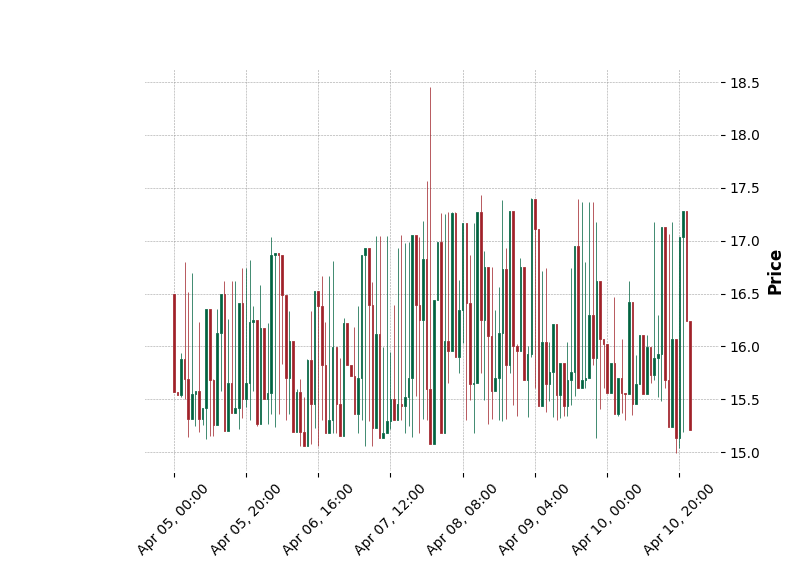 18.5
18.0
17.5
17.0
16.5
16.0
15.5
15.0
Price
Apr 05, 00:00
Apr 05, 20:00
Apr 06, 16:00
Apr 07, 12:00
Apr 08, 08:00
Apr 09, 04:00
Apr 10, 00:00
Apr 10, 20:00